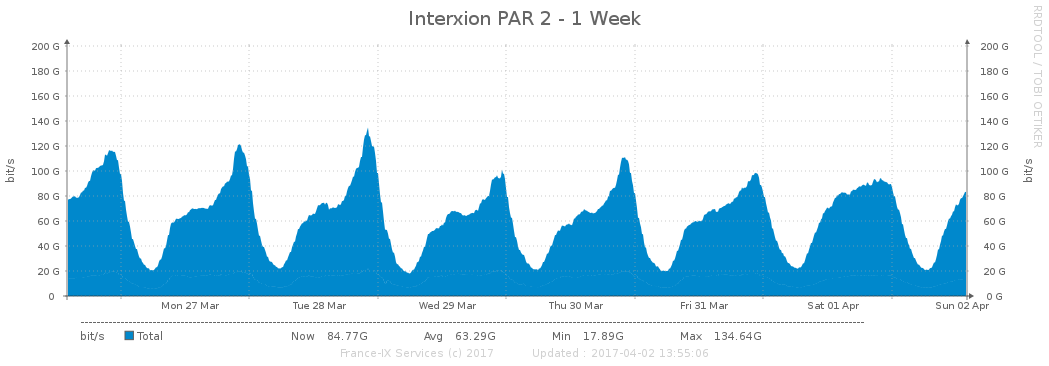 Interxion PAR 2 - 1 Week
RRDTOOL / TOBI OETIKER
bit/s
bit/s
200 G 200 G
180 G 180 G
160 G 160 G
140 G 140 G
120 G 120 G
100 G 100 G
80 G 80 G
60 G 60 G
40 G 40 G
20 G 20 G
0 0 G
Mon 27 Mar Tue 28 Mar Wed 29 Mar Thu 30 Mar Fri 31 Mar Sat 01 Apr Sun 02 Apr
bit/s Total Now 84.77G Avg 63.29G Min 17.89G Max 134.64G
France-IX Services (c) 2017 Updated : 2017-04-02 13:55:06